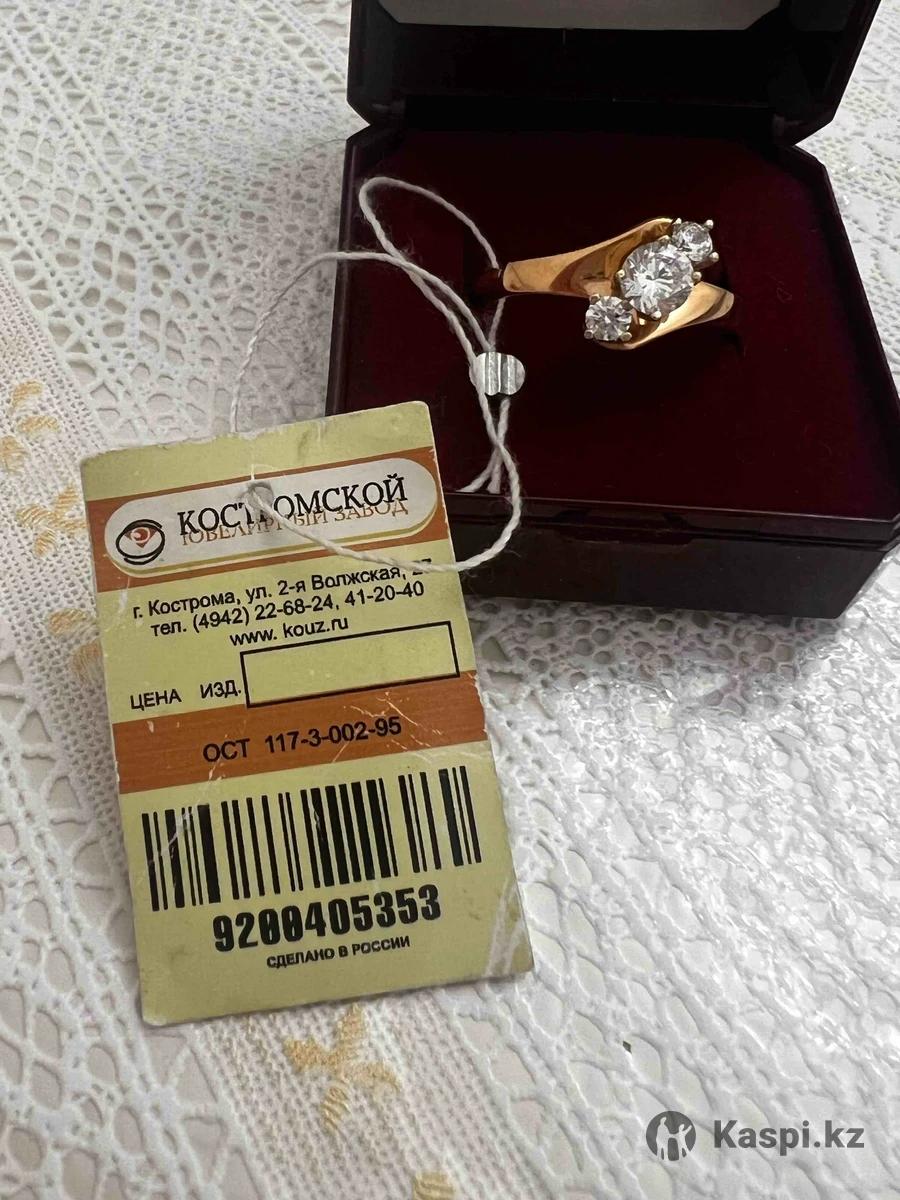 КОСТРОМСКОЙ
ЮВЕЛИРНЫЙ ЗАВОД
г. Кострома, ул. 2-я Волжская,
тел. (4942) 22-68-24, 41-20-40
www. kouz.ru
ЦЕНА ИЗД.
ОСТ 117-3-002-95
9200405353
СДЕЛАНО В РОССИИ
Kaspi.kz